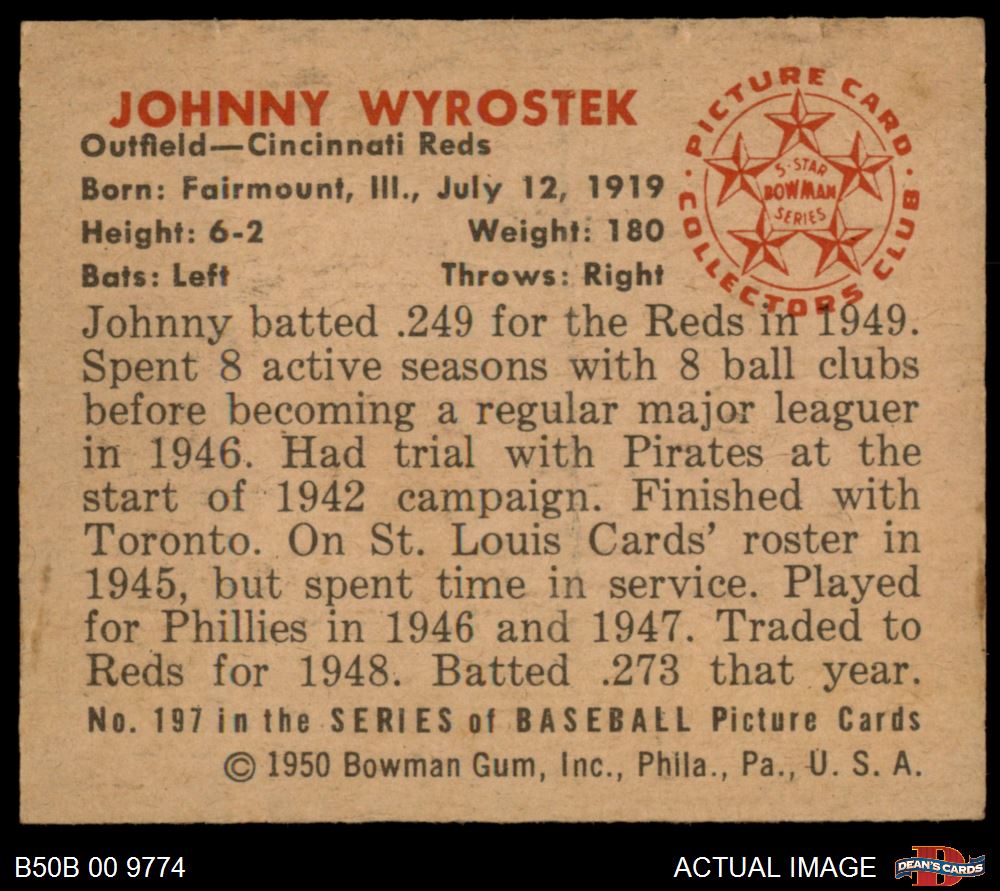 JOHNNY WYROSTEK
Outfield—Cincinnati Reds
Born: Fairmount, Ill., July 12, 1919
Height: 6-2 Weight: 180
Bats: Left Throws: Right
PICTURE CARD
COLLECTORS CLUB
5-STAR
BOWMAN
SERIES
Johnny batted .249 for the Reds in 1949.
Spent 8 active seasons with 8 ball clubs
before becoming a regular major leaguer
in 1946. Had trial with Pirates at the
start of 1942 campaign. Finished with
Toronto. On St. Louis Cards' roster in
1945, but spent time in service. Played
for Phillies in 1946 and 1947. Traded to
Reds for 1948. Batted .273 that year.
No. 197 in the SERIES of BASEBALL Picture Cards
© 1950 Bowman Gum, Inc., Phila., Pa., U. S. A.
B50B 00 9774
ACTUAL IMAGE
DEAN'S CARDS